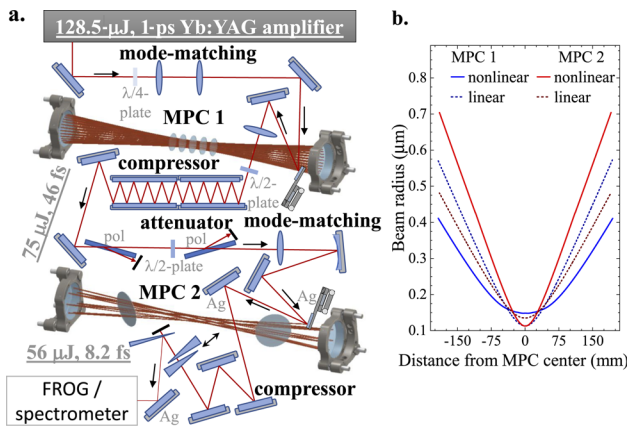 a.
128.5-μJ, 1-ps Yb:YAG amplifier
mode-matching
λ/4-
plate
MPC 1
compressor
λ/2-
plate
75 μJ, 46 fs
attenuator
mode-matching
pol
pol
λ/2-plate
Ag
Ag
MPC 2
56 μJ, 8.2 fs
compressor
FROG /
spectrometer
Ag
b.
MPC 1
MPC 2
nonlinear
nonlinear
linear
linear
Beam radius (μm)
0.8
0.7
0.6
0.5
0.4
0.3
0.2
0.1
-150
-75
0
75
150
Distance from MPC center (mm)